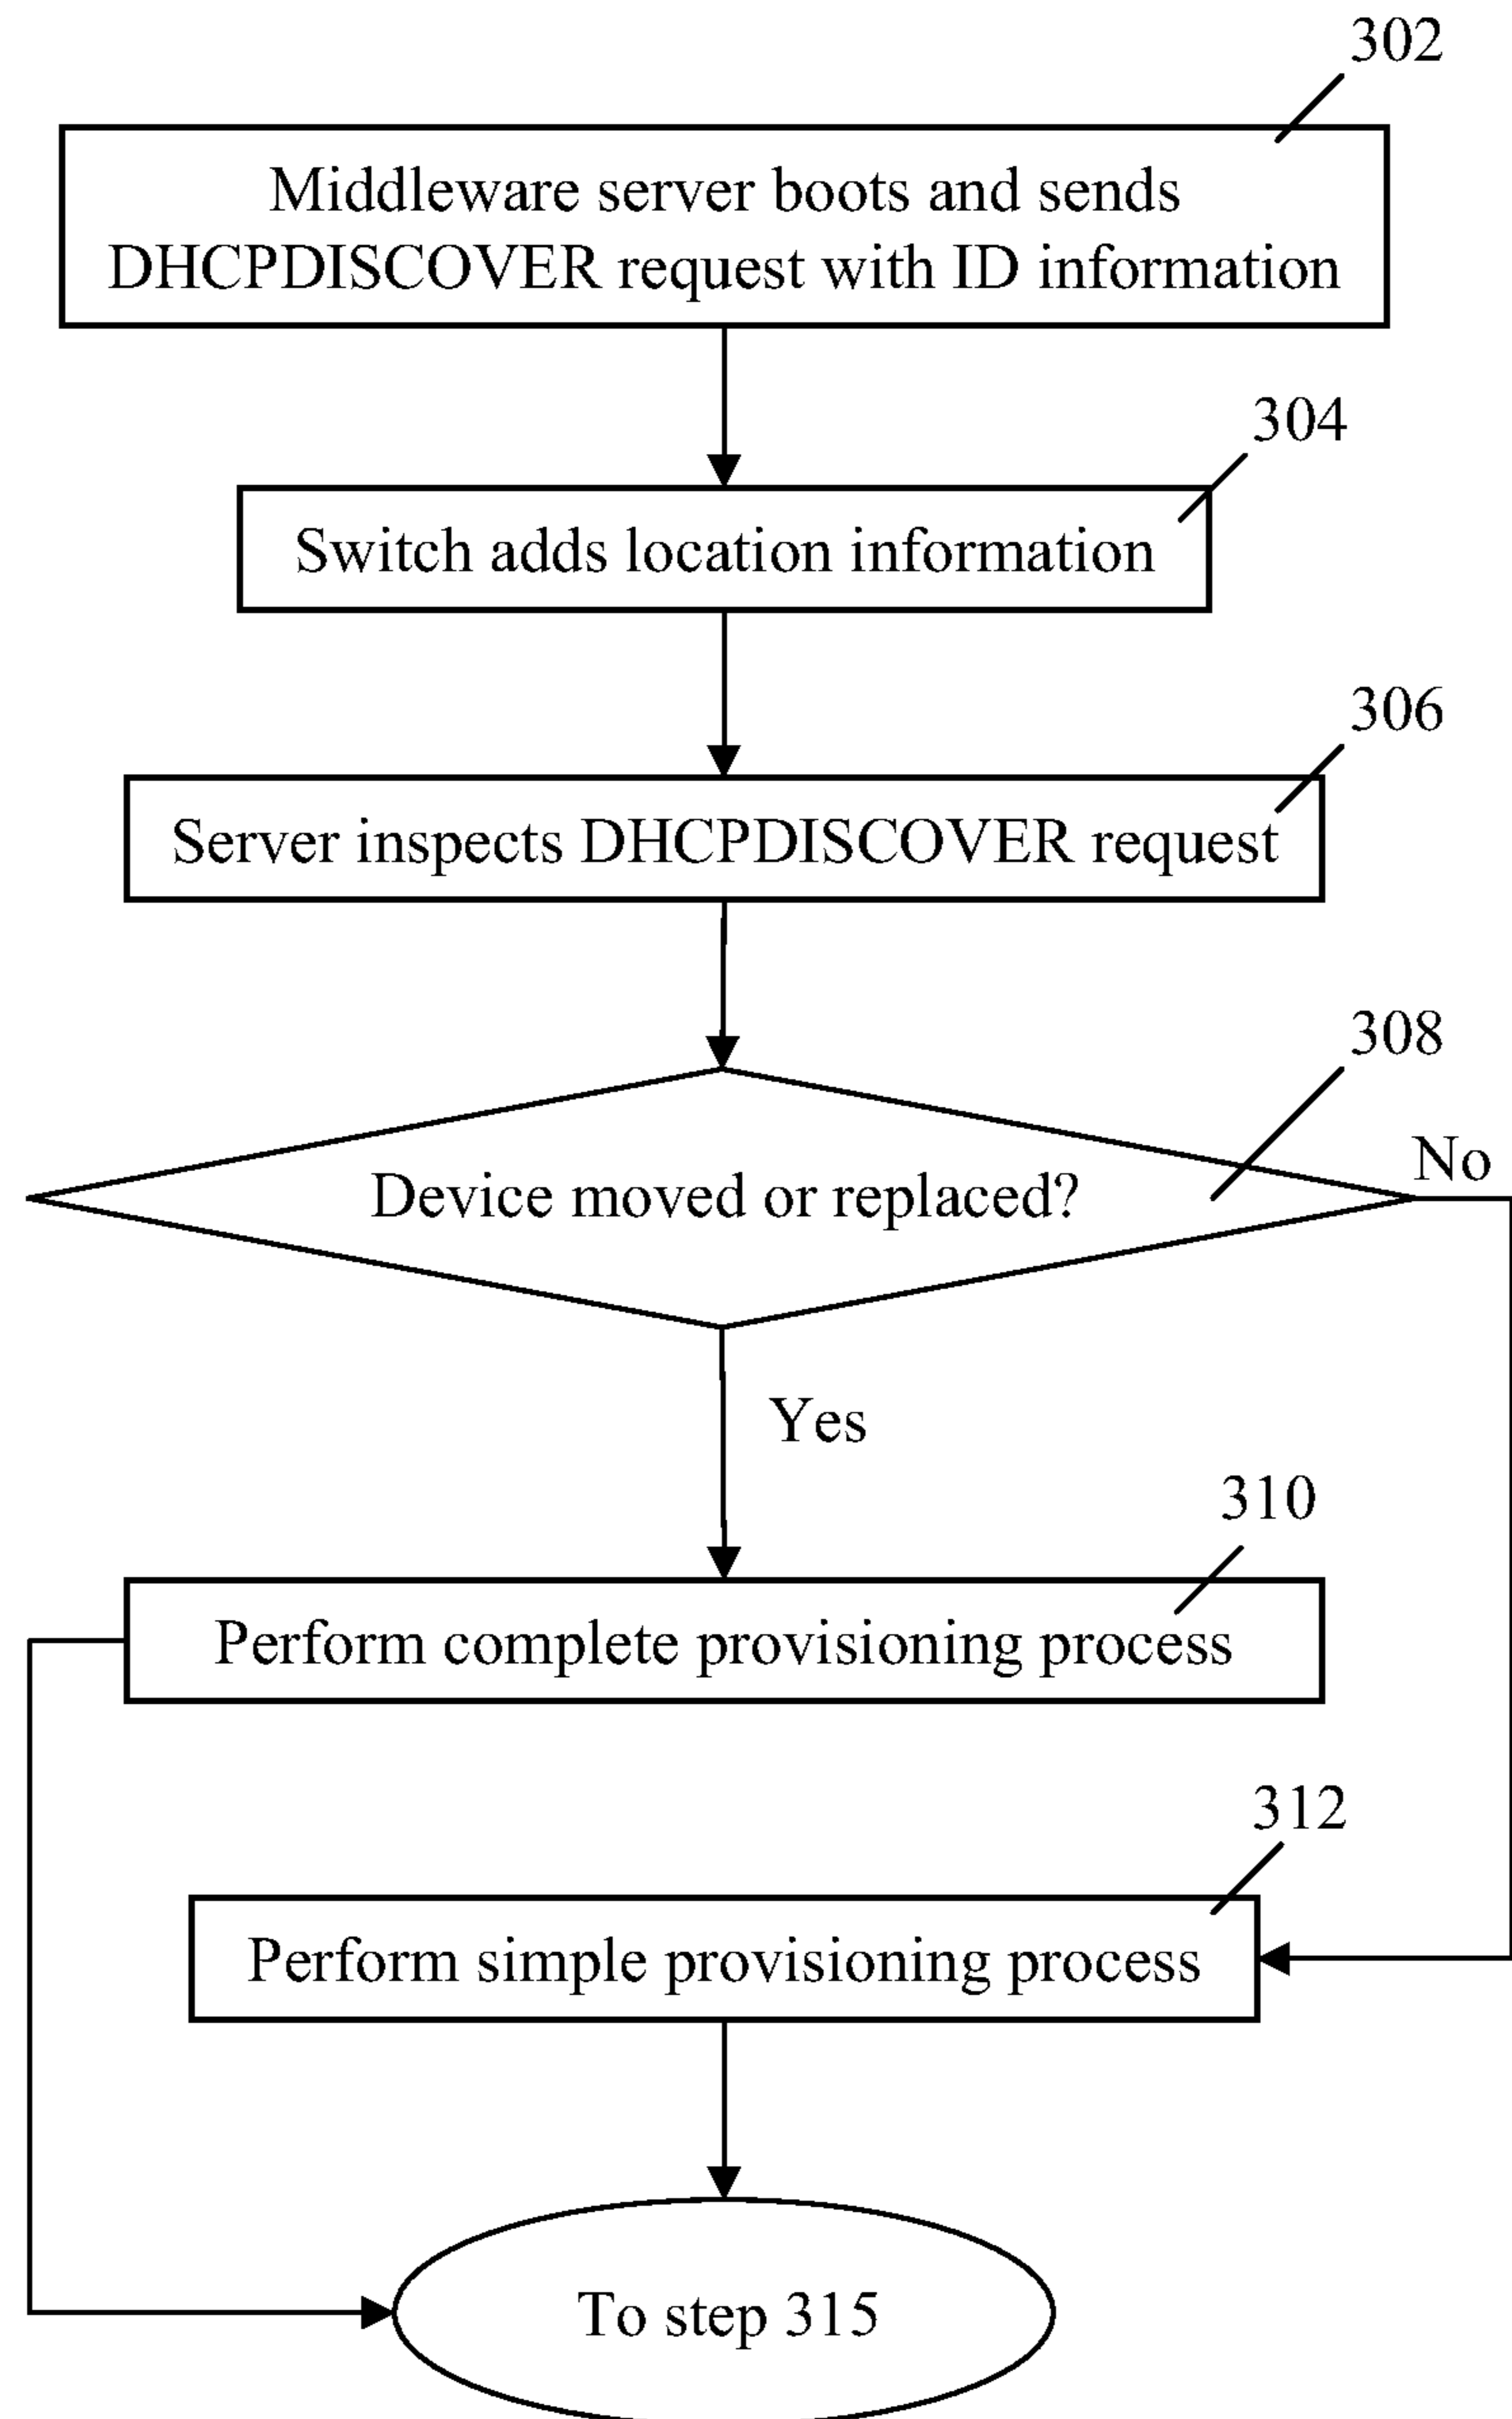 302
Middleware server boots and sends
DHCPDISCOVER request with ID information
304
Switch adds location information
306
Server inspects DHCPDISCOVER request
308
Device moved or replaced?
No
Yes
310
Perform complete provisioning process
312
Perform simple provisioning process
To step 315